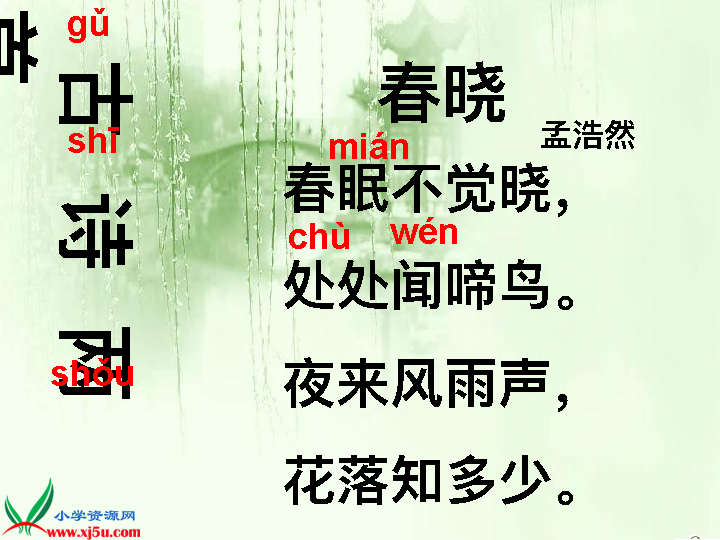 gǔ
古
shī
诗
shǒu
两
首
春晓
孟浩然
mián
春眠不觉晓，
chù wén
处处闻啼鸟。
夜来风雨声，
花落知多少。
小学资源网
www.xj5u.com